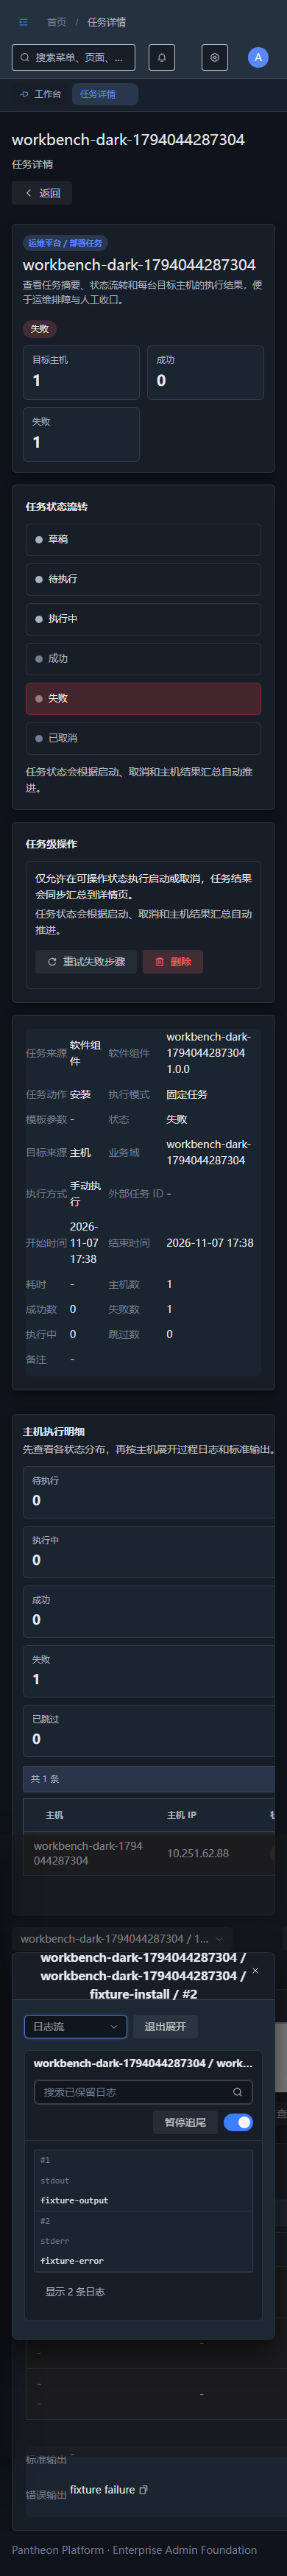 首页 / 任务详情
搜索菜单、页面、...
A
工作台
任务详情
workbench-dark-1794044287304
任务详情
返回
运维平台 / 部署任务
workbench-dark-1794044287304
查看任务摘要、状态流转和每台目标主机的执行结果，便
于运维排障与人工收口。
失败
目标主机
1
成功
0
失败
1
任务状态流转
草稿
待执行
执行中
成功
失败
已取消
任务状态会根据启动、取消和主机结果汇总自动推
进。
任务级操作
仅允许在可操作状态执行启动或取消，任务结果
会同步汇总到详情页。
任务状态会根据启动、取消和主机结果汇总自动
推进。
重试失败步骤
删除
任务来源 软件组件 软件组件 workbench-dark-1794044287304 1.0.0
任务动作 安装 执行模式 固定任务
模板参数 - 状态 失败
目标来源 主机 业务域 workbench-dark-1794044287304
执行方式 手动执行 外部任务 ID -
开始时间 2026-11-07 17:38 结束时间 2026-11-07 17:38
耗时 - 主机数 1
成功数 0 失败数 1
执行中 0 跳过数 0
备注 -
主机执行明细
先查看各状态分布，再按主机展开过程日志和标准输出。
待执行
0
执行中
0
成功
0
失败
1
已跳过
0
共 1 条
主机 主机 IP
workbench-dark-1794
044287304
10.251.62.88
workbench-dark-1794044287304 / 1...
workbench-dark-1794044287304 /
workbench-dark-1794044287304 /
fixture-install / #2
日志流
退出展开
workbench-dark-1794044287304 / work...
搜索已保留日志
暂停追尾
#1
stdout
fixture-output
#2
stderr
fixture-error
显示 2 条日志
查
-
-
-
-
-
-
标准输出 -
错误输出 fixture failure
Pantheon Platform · Enterprise Admin Foundation